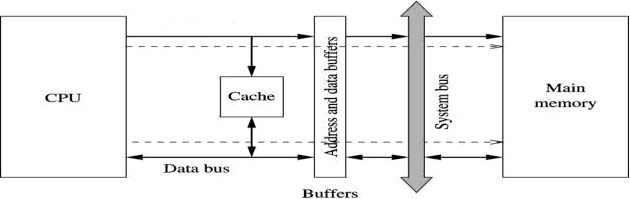 CPU
Cache
Data bus
Address and data buffers
Buffers
System bus
Main
memory